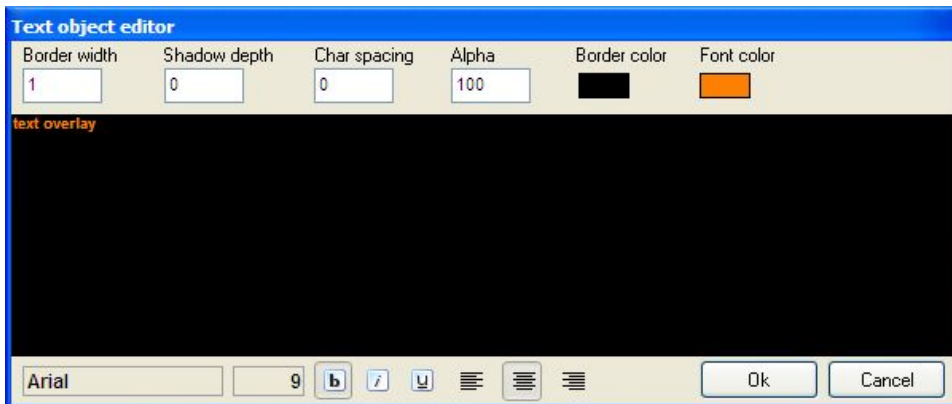 Text object editor
Border width Shadow depth Char spacing Alpha Border color Font color
1 0 0 100
text overlay
Arial 9 b i u Ok Cancel